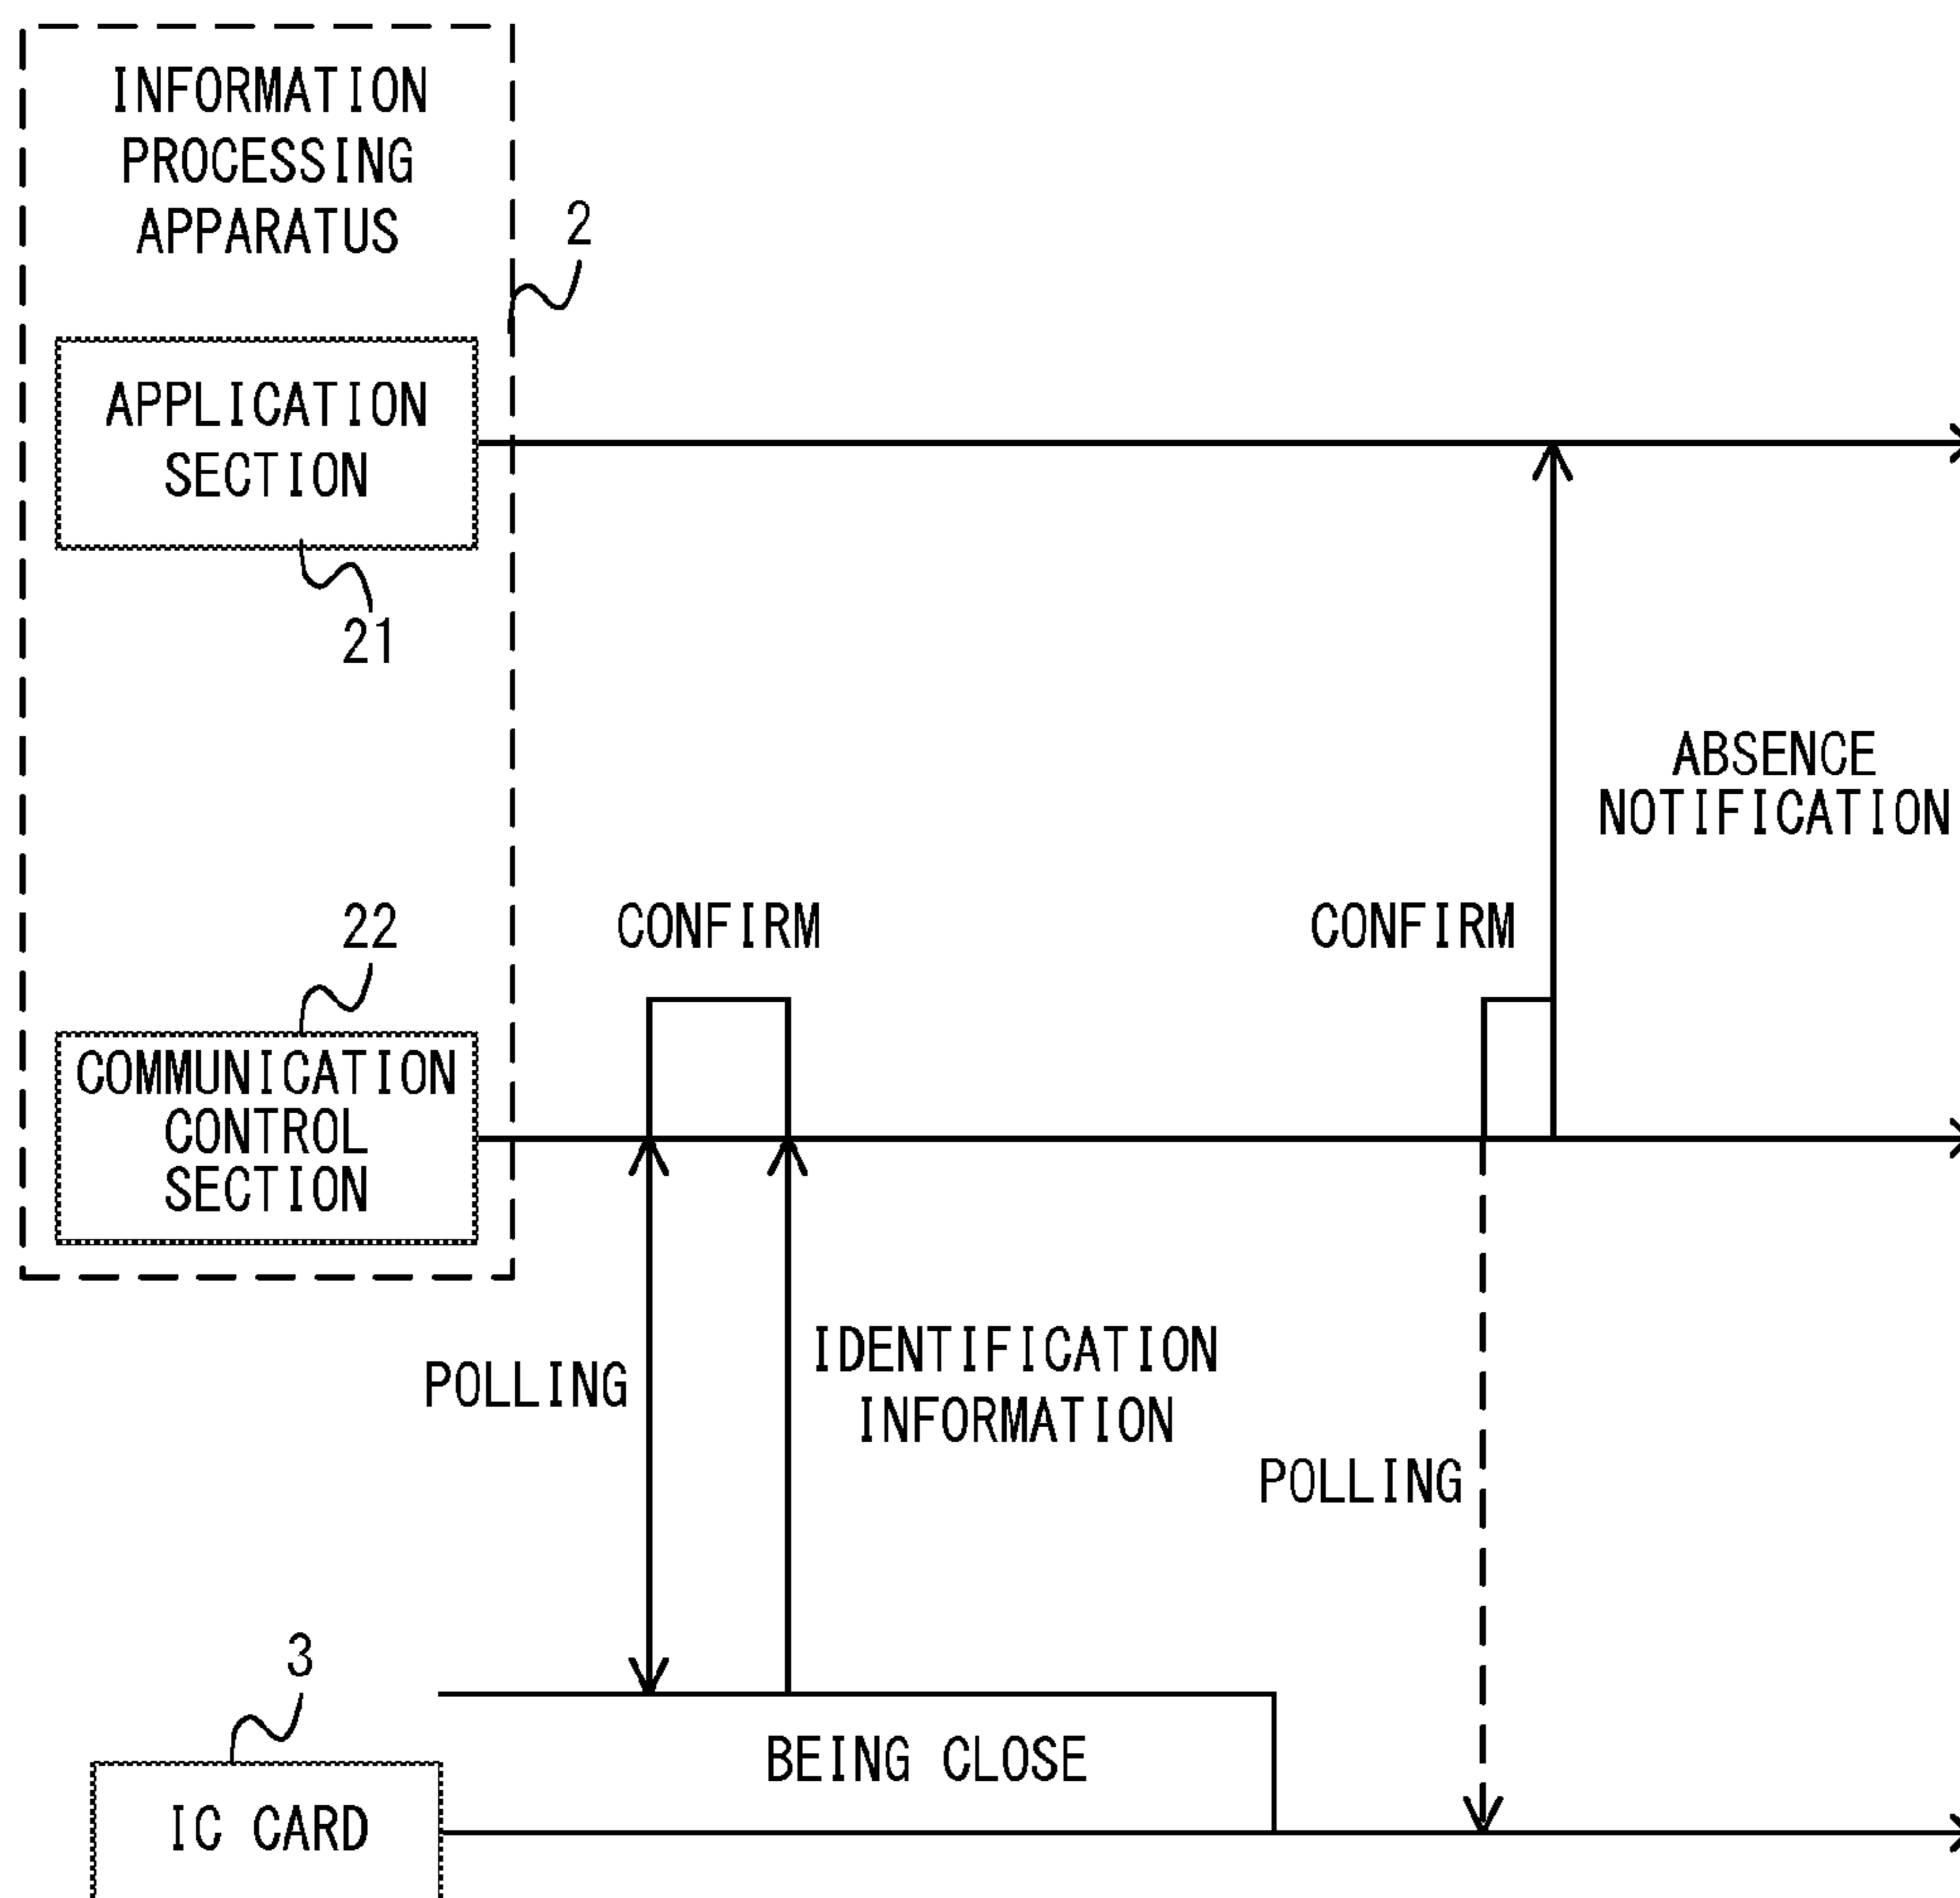 INFORMATION
PROCESSING
APPARATUS
2
APPLICATION
SECTION
21
ABSENCE
NOTIFICATION
22
CONFIRM
CONFIRM
COMMUNICATION
CONTROL
SECTION
POLLING
IDENTIFICATION
INFORMATION
POLLING
3
BEING CLOSE
IC CARD